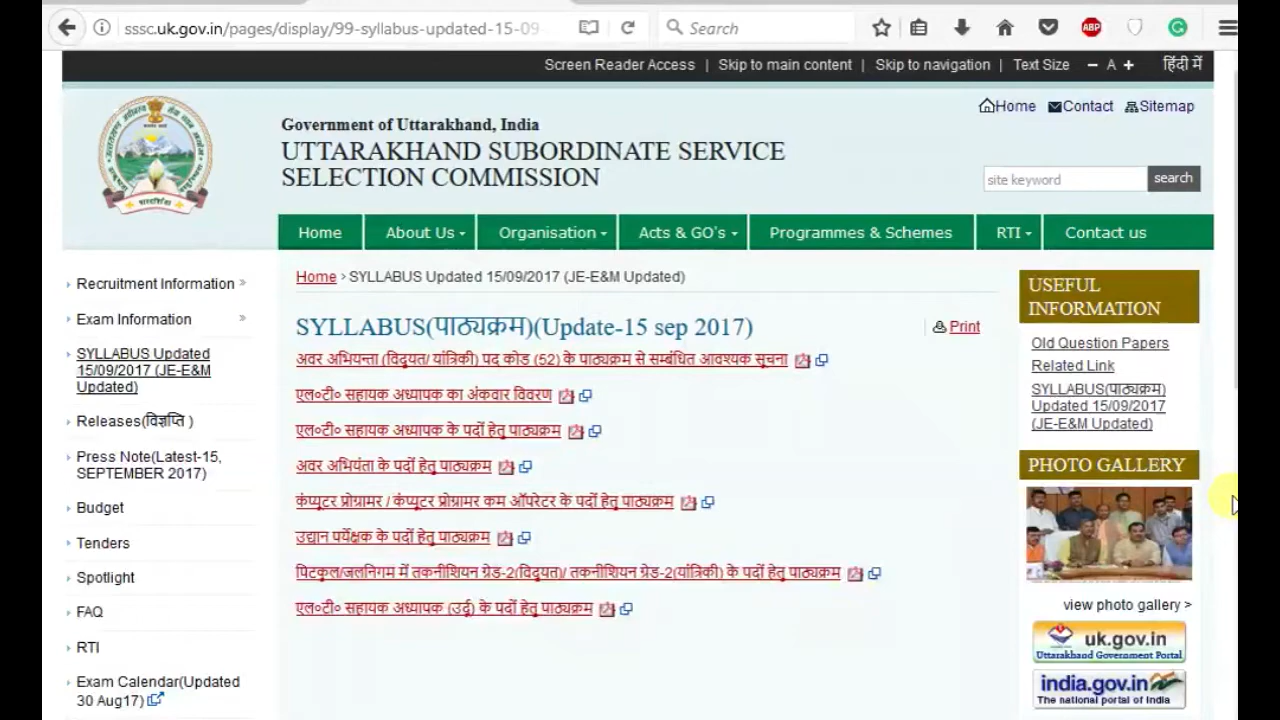 sssc.uk.gov.in/pages/display/99-syllabus-updated-15-09-
Search
ABP
Screen Reader Access | Skip to main content | Skip to navigation | Text Size − A + हिंदी में
Home Contact Sitemap
Government of Uttarakhand, India
UTTARAKHAND SUBORDINATE SERVICE
SELECTION COMMISSION
site keyword search
Home About Us Organisation Acts & GO's Programmes & Schemes RTI Contact us
Recruitment Information »
Exam Information »
SYLLABUS Updated
15/09/2017 (JE-E&M
Updated)
Releases(विज्ञप्ति )
Press Note(Latest-15,
SEPTEMBER 2017)
Budget
Tenders
Spotlight
FAQ
RTI
Exam Calendar(Updated
30 Aug17)
Home › SYLLABUS Updated 15/09/2017 (JE-E&M Updated)
SYLLABUS(पाठ्यक्रम)(Update-15 sep 2017)
Print
अवर अभियन्ता (विद्युत/ यांत्रिकी) पद कोड (52) के पाठ्यक्रम से सम्बंधित आवश्यक सूचना
एल०टी० सहायक अध्यापक का अंकवार विवरण
एल०टी० सहायक अध्यापक के पदों हेतु पाठ्यक्रम
अवर अभियंता के पदों हेतु पाठ्यक्रम
कंप्यूटर प्रोग्रामर / कंप्यूटर प्रोग्रामर कम ऑपरेटर के पदों हेतु पाठ्यक्रम
उद्यान पर्येक्षक के पदों हेतु पाठ्यक्रम
पिटकुल/जलनिगम में तकनीशियन ग्रेड-2(विद्युत)/ तकनीशियन ग्रेड-2(यांत्रिकी) के पदों हेतु पाठ्यक्रम
एल०टी० सहायक अध्यापक (उर्दू) के पदों हेतु पाठ्यक्रम
USEFUL
INFORMATION
Old Question Papers
Related Link
SYLLABUS(पाठ्यक्रम)
Updated 15/09/2017
(JE-E&M Updated)
PHOTO GALLERY
view photo gallery >
uk.gov.in
Uttarakhand Government Portal
india.gov.in
The national portal of India